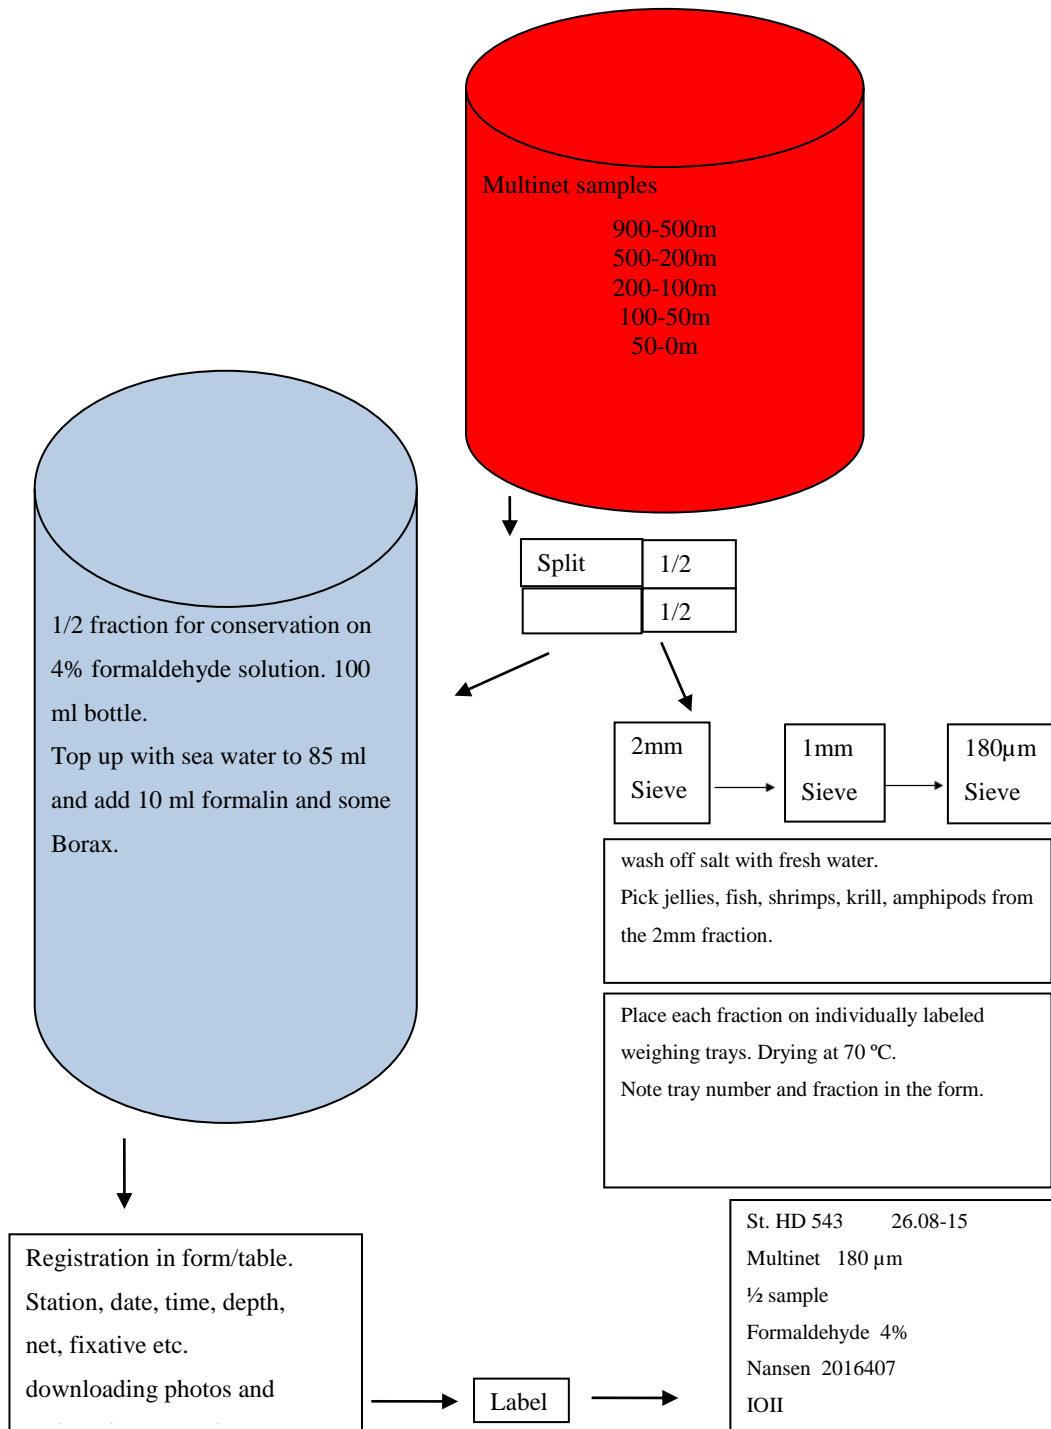 Multinet samples
900-500m
500-200m
200-100m
100-50m
50-0m
Split 1/2
1/2
1/2 fraction for conservation on
4% formaldehyde solution. 100
ml bottle.
Top up with sea water to 85 ml
and add 10 ml formalin and some
Borax.
2mm
Sieve
1mm
Sieve
180µm
Sieve
wash off salt with fresh water.
Pick jellies, fish, shrimps, krill, amphipods from
the 2mm fraction.
Place each fraction on individually labeled
weighing trays. Drying at 70 ºC.
Note tray number and fraction in the form.
Registration in form/table.
Station, date, time, depth,
net, fixative etc.
downloading photos and
Label
St. HD 543 26.08-15
Multinet 180 µm
½ sample
Formaldehyde 4%
Nansen 2016407
IOII